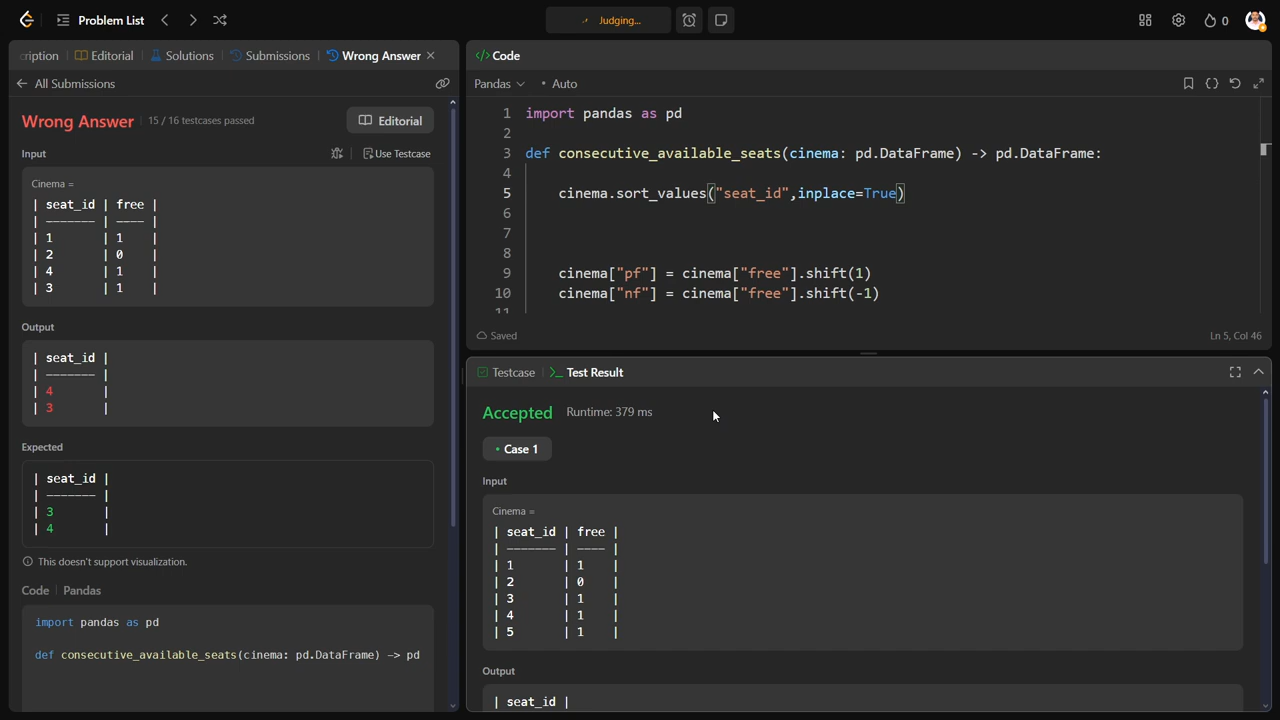 Problem List
Judging...
0
ription
Editorial
Solutions
Submissions
Wrong Answer
All Submissions
Wrong Answer
15 / 16 testcases passed
Editorial
Input
Use Testcase
Cinema =
| seat_id | free |
| ------- | ---- |
| 1 | 1 |
| 2 | 0 |
| 4 | 1 |
| 3 | 1 |
Output
| seat_id |
| ------- |
| 4 |
| 3 |
Expected
| seat_id |
| ------- |
| 3 |
| 4 |
This doesn't support visualization.
Code | Pandas
import pandas as pd
def consecutive_available_seats(cinema: pd.DataFrame) -> pd
</> Code
Pandas
• Auto
1 import pandas as pd
2
3 def consecutive_available_seats(cinema: pd.DataFrame) -> pd.DataFrame:
4
5 cinema.sort_values("seat_id",inplace=True)
6
7
8
9 cinema["pf"] = cinema["free"].shift(1)
10 cinema["nf"] = cinema["free"].shift(-1)
11
Saved
Ln 5, Col 46
Testcase
>_ Test Result
Accepted
Runtime: 379 ms
• Case 1
Input
Cinema =
| seat_id | free |
| ------- | ---- |
| 1 | 1 |
| 2 | 0 |
| 3 | 1 |
| 4 | 1 |
| 5 | 1 |
Output
| seat_id |